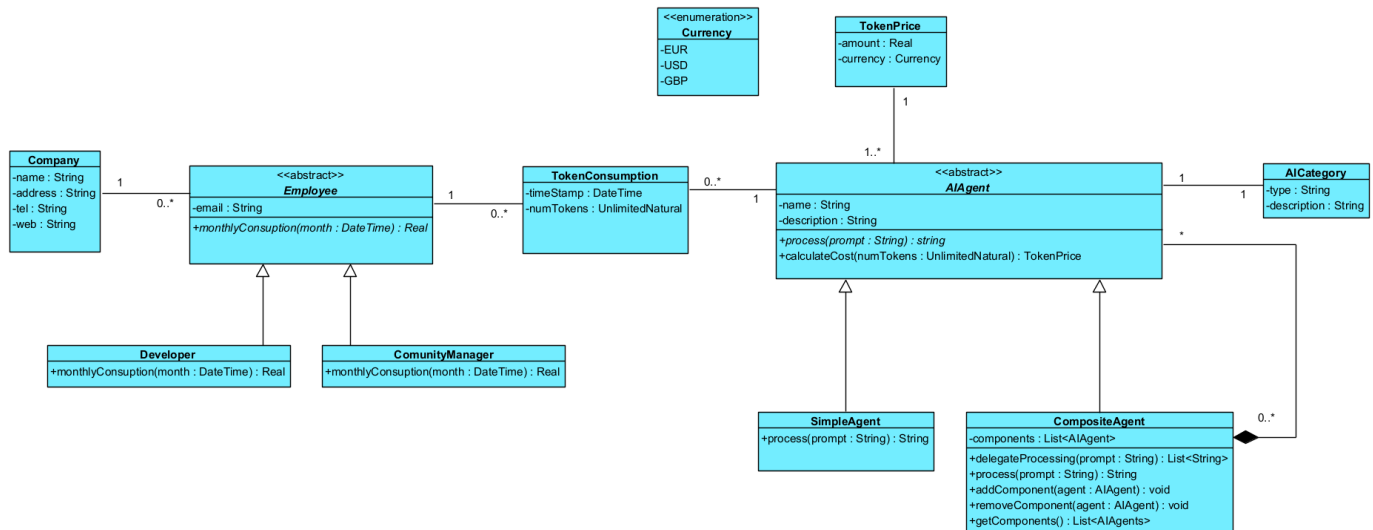 <<enumeration>>
Currency
-EUR
-USD
-GBP
TokenPrice
-amount : Real
-currency : Currency
1
1..*
Company
-name : String
-address : String
-tel : String
-web : String
1
0..*
<<abstract>>
Employee
-email : String
+monthlyConsuption(month : DateTime) : Real
1
0..*
TokenConsumption
-timeStamp : DateTime
-numTokens : UnlimitedNatural
0..*
1
<<abstract>>
AIAgent
-name : String
-description : String
+process(prompt : String) : string
+calculateCost(numTokens : UnlimitedNatural) : TokenPrice
1
1
AICategory
-type : String
-description : String
*
0..*
Developer
+monthlyConsuption(month : DateTime) : Real
ComunityManager
+monthlyConsuption(month : DateTime) : Real
SimpleAgent
+process(prompt : String) : String
CompositeAgent
-components : List<AIAgent>
+delegateProcessing(prompt : String) : List<String>
+process(prompt : String) : String
+addComponent(agent : AIAgent) : void
+removeComponent(agent : AIAgent) : void
+getComponents() : List<AIAgents>